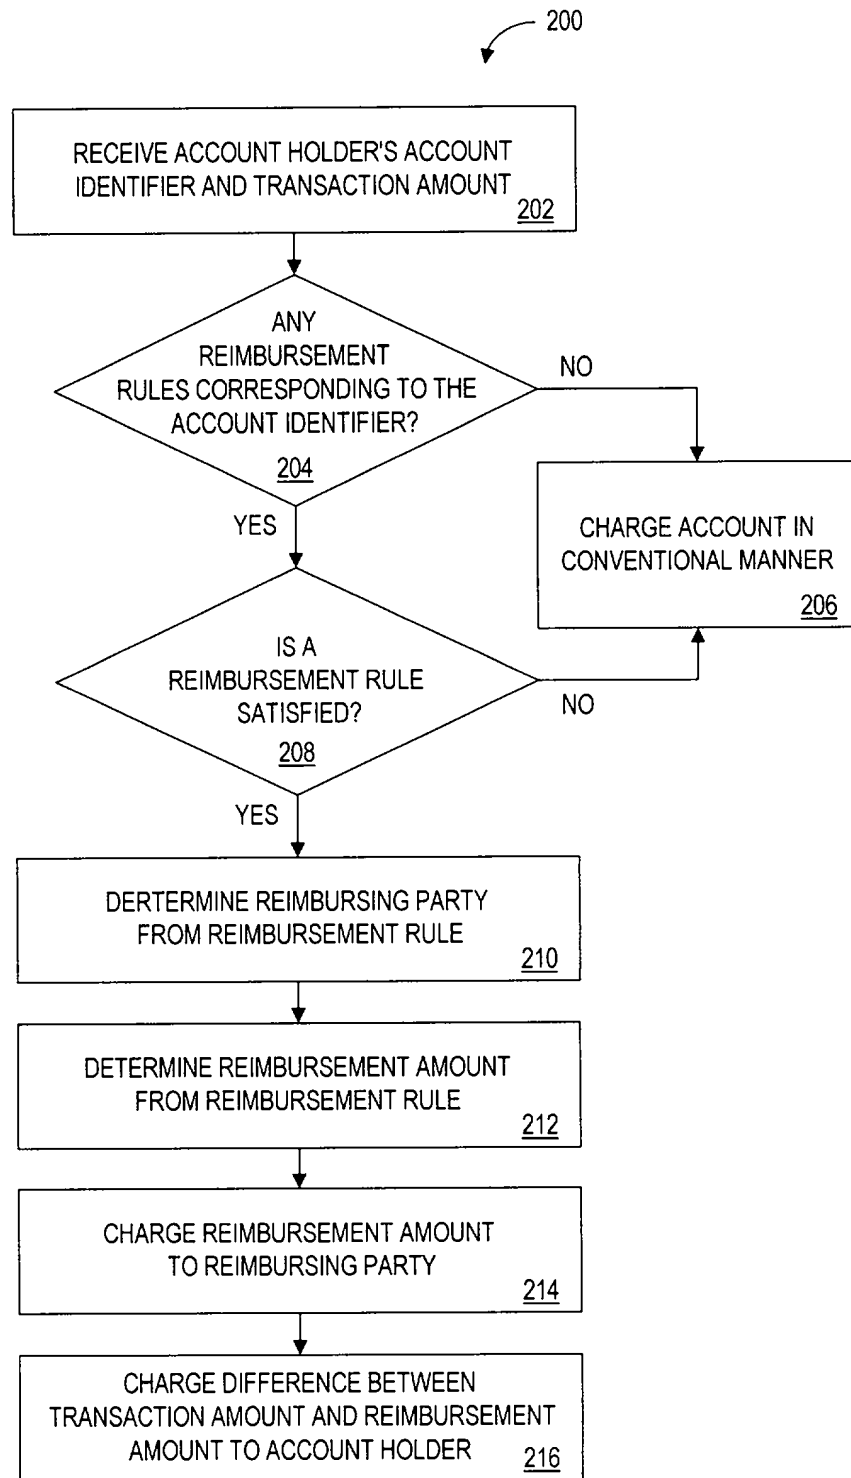 200
RECEIVE ACCOUNT HOLDER'S ACCOUNT
IDENTIFIER AND TRANSACTION AMOUNT
202
ANY
REIMBURSEMENT
RULES CORRESPONDING TO THE
ACCOUNT IDENTIFIER?
204
NO
YES
CHARGE ACCOUNT IN
CONVENTIONAL MANNER
206
IS A
REIMBURSEMENT RULE
SATISFIED?
208
NO
YES
DERTERMINE REIMBURSING PARTY
FROM REIMBURSEMENT RULE
210
DETERMINE REIMBURSEMENT AMOUNT
FROM REIMBURSEMENT RULE
212
CHARGE REIMBURSEMENT AMOUNT
TO REIMBURSING PARTY
214
CHARGE DIFFERENCE BETWEEN
TRANSACTION AMOUNT AND REIMBURSEMENT
AMOUNT TO ACCOUNT HOLDER
216